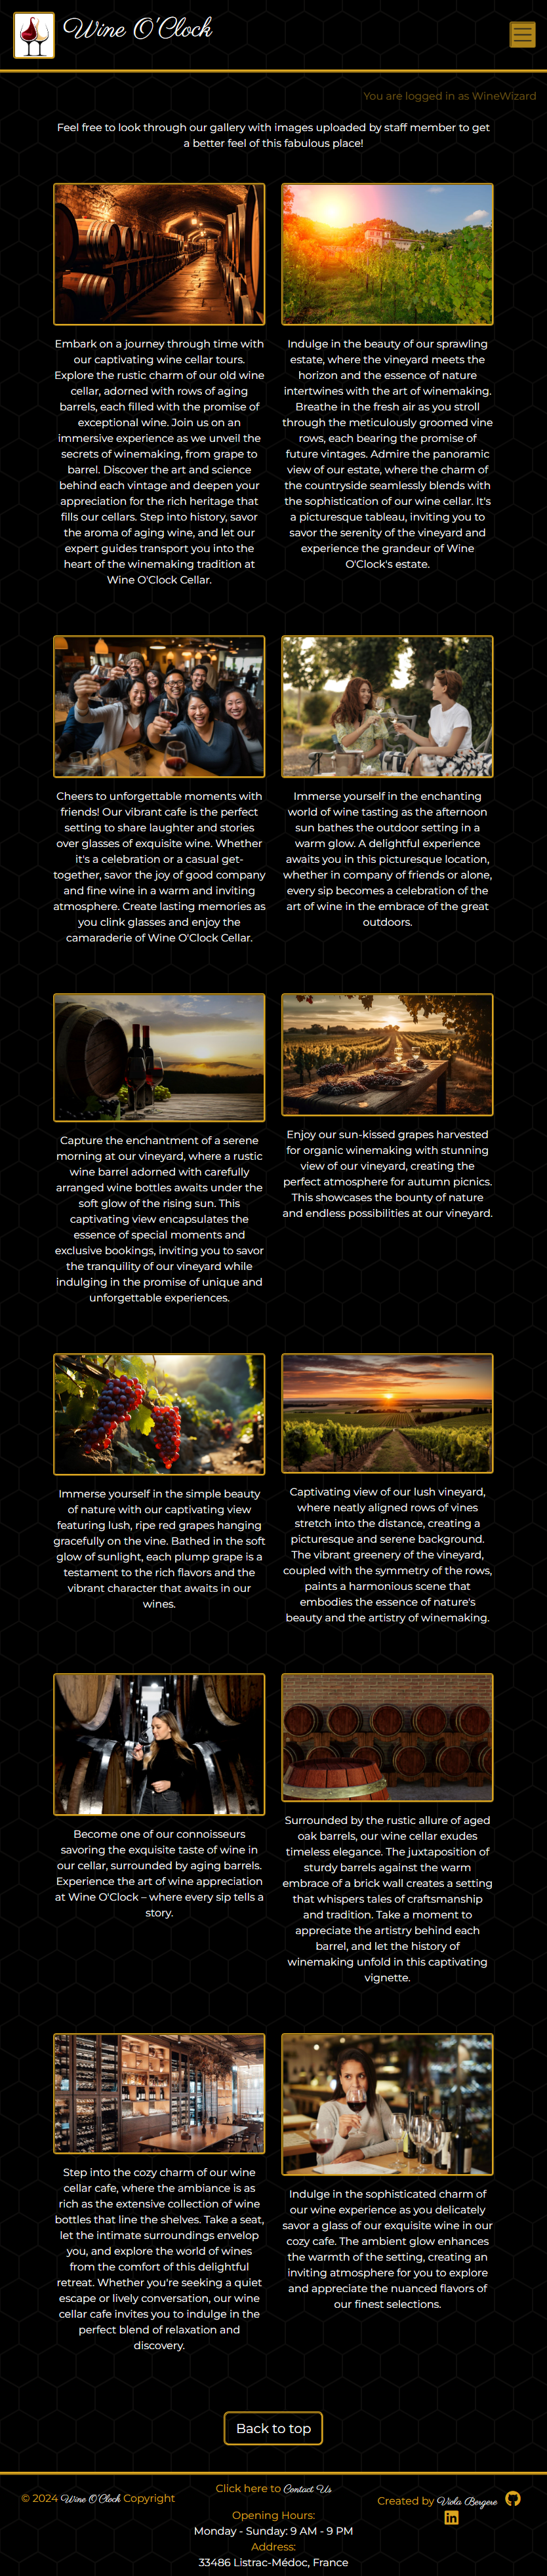 Wine O'Clock
You are logged in as WineWizard
Feel free to look through our gallery with images uploaded by staff member to get
a better feel of this fabulous place!
Embark on a journey through time with
our captivating wine cellar tours.
Explore the rustic charm of our old wine
cellar, adorned with rows of aging
barrels, each filled with the promise of
exceptional wine. Join us on an
immersive experience as we unveil the
secrets of winemaking, from grape to
barrel. Discover the art and science
behind each vintage and deepen your
appreciation for the rich heritage that
fills our cellars. Step into history, savor
the aroma of aging wine, and let our
expert guides transport you into the
heart of the winemaking tradition at
Wine O'Clock Cellar.
Indulge in the beauty of our sprawling
estate, where the vineyard meets the
horizon and the essence of nature
intertwines with the art of winemaking.
Breathe in the fresh air as you stroll
through the meticulously groomed vine
rows, each bearing the promise of
future vintages. Admire the panoramic
view of our estate, where the charm of
the countryside seamlessly blends with
the sophistication of our wine cellar. It's
a picturesque tableau, inviting you to
savor the serenity of the vineyard and
experience the grandeur of Wine
O'Clock's estate.
Cheers to unforgettable moments with
friends! Our vibrant cafe is the perfect
setting to share laughter and stories
over glasses of exquisite wine. Whether
it's a celebration or a casual get-
together, savor the joy of good company
and fine wine in a warm and inviting
atmosphere. Create lasting memories as
you clink glasses and enjoy the
camaraderie of Wine O'Clock Cellar.
Immerse yourself in the enchanting
world of wine tasting as the afternoon
sun bathes the outdoor setting in a
warm glow. A delightful experience
awaits you in this picturesque location,
whether in company of friends or alone,
every sip becomes a celebration of the
art of wine in the embrace of the great
outdoors.
Capture the enchantment of a serene
morning at our vineyard, where a rustic
wine barrel adorned with carefully
arranged wine bottles awaits under the
soft glow of the rising sun. This
captivating view encapsulates the
essence of special moments and
exclusive bookings, inviting you to savor
the tranquility of our vineyard while
indulging in the promise of unique and
unforgettable experiences.
Enjoy our sun-kissed grapes harvested
for organic winemaking with stunning
view of our vineyard, creating the
perfect atmosphere for autumn picnics.
This showcases the bounty of nature
and endless possibilities at our vineyard.
Immerse yourself in the simple beauty
of nature with our captivating view
featuring lush, ripe red grapes hanging
gracefully on the vine. Bathed in the soft
glow of sunlight, each plump grape is a
testament to the rich flavors and the
vibrant character that awaits in our
wines.
Captivating view of our lush vineyard,
where neatly aligned rows of vines
stretch into the distance, creating a
picturesque and serene background.
The vibrant greenery of the vineyard,
coupled with the symmetry of the rows,
paints a harmonious scene that
embodies the essence of nature's
beauty and the artistry of winemaking.
Become one of our connoisseurs
savoring the exquisite taste of wine in
our cellar, surrounded by aging barrels.
Experience the art of wine appreciation
at Wine O'Clock – where every sip tells a
story.
Surrounded by the rustic allure of aged
oak barrels, our wine cellar exudes
timeless elegance. The juxtaposition of
sturdy barrels against the warm
embrace of a brick wall creates a setting
that whispers tales of craftsmanship
and tradition. Take a moment to
appreciate the artistry behind each
barrel, and let the history of
winemaking unfold in this captivating
vignette.
Step into the cozy charm of our wine
cellar cafe, where the ambiance is as
rich as the extensive collection of wine
bottles that line the shelves. Take a seat,
let the intimate surroundings envelop
you, and explore the world of wines
from the comfort of this delightful
retreat. Whether you're seeking a quiet
escape or lively conversation, our wine
cellar cafe invites you to indulge in the
perfect blend of relaxation and
discovery.
Indulge in the sophisticated charm of
our wine experience as you delicately
savor a glass of our exquisite wine in our
cozy cafe. The ambient glow enhances
the warmth of the setting, creating an
inviting atmosphere for you to explore
and appreciate the nuanced flavors of
our finest selections.
Back to top
© 2024 Wine O'Clock Copyright
Click here to Contact Us
Opening Hours:
Monday - Sunday: 9 AM - 9 PM
Address:
33486 Listrac-Médoc, France
Created by Viola Bergere